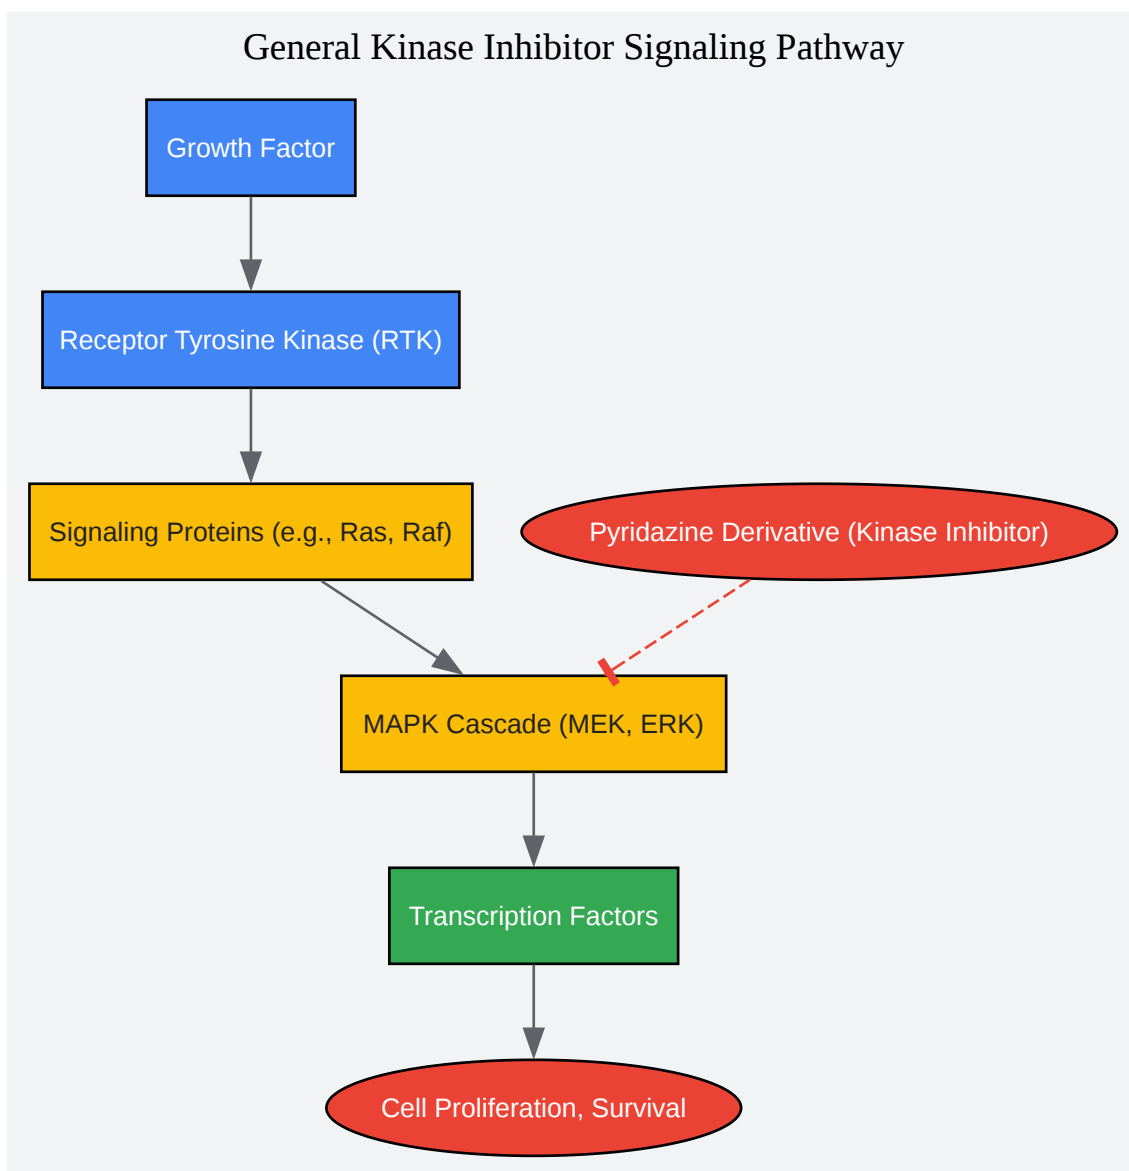 General Kinase Inhibitor Signaling Pathway
Growth Factor
Receptor Tyrosine Kinase (RTK)
Signaling Proteins (e.g., Ras, Raf)
Pyridazine Derivative (Kinase Inhibitor)
MAPK Cascade (MEK, ERK)
Transcription Factors
Cell Proliferation, Survival